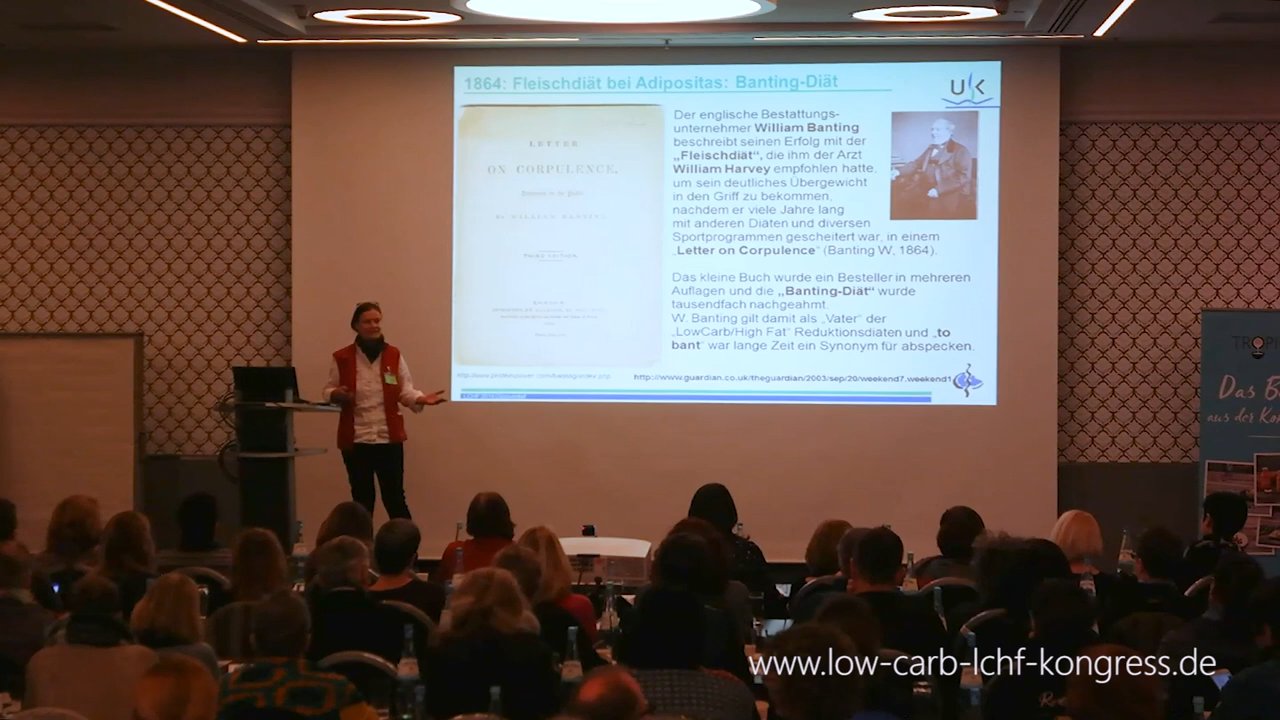 1864: Fleischdiät bei Adipositas: Banting-Diät
UK
LETTER
ON CORPULENCE,
THIRD EDITION.
Der englische Bestattungs-
unternehmer William Banting
beschreibt seinen Erfolg mit der
„Fleischdiät“, die ihm der Arzt
William Harvey empfohlen hatte,
um sein deutliches Übergewicht
in den Griff zu bekommen,
nachdem er viele Jahre lang
mit anderen Diäten und diversen
Sportprogrammen gescheitert war, in einem
„Letter on Corpulence“ (Banting W, 1864).
Das kleine Buch wurde ein Besteller in mehreren
Auflagen und die „Banting-Diät“ wurde
tausendfach nachgeahmt.
W. Banting gilt damit als „Vater“ der
„LowCarb/High Fat“ Reduktionsdiäten und „to
bant“ war lange Zeit ein Synonym für abspecken.
http://www.guardian.co.uk/theguardian/2003/sep/20/weekend7.weekend1
Das B
aus der
www.low-carb-lchf-kongress.de